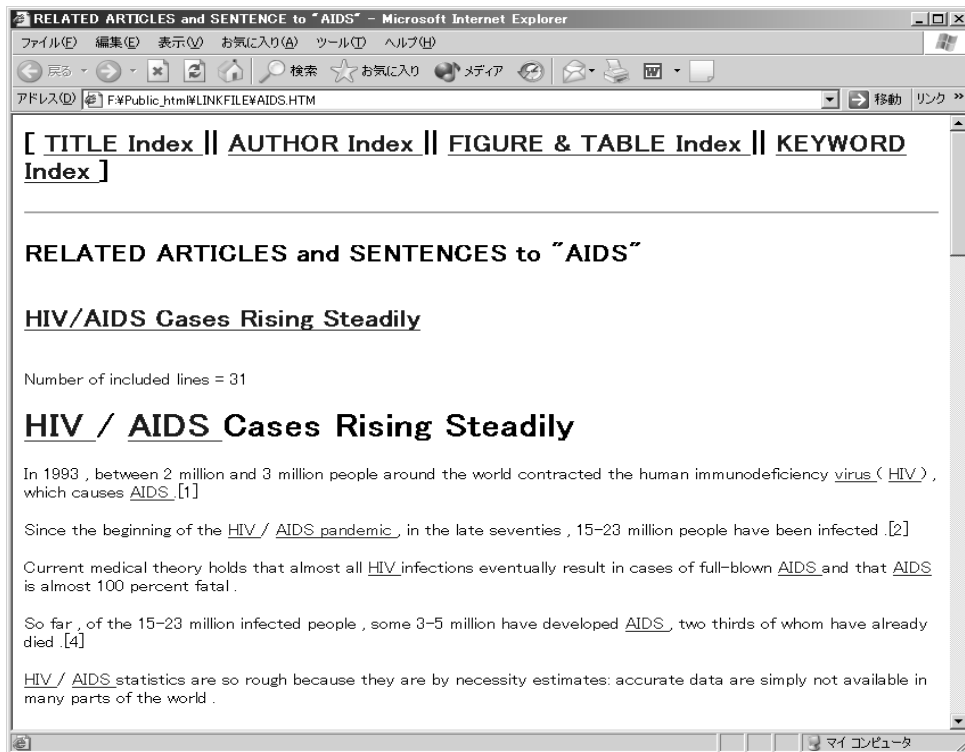 RELATED ARTICLES and SENTENCE to "AIDS" - Microsoft Internet Explorer
ファイル(F) 編集(E) 表示(V) お気に入り(A) ツール(T) ヘルプ(H)
戻る 検索 お気に入り メディア
アドレス(D) F:¥Public_html¥LINKFILE¥AIDS.HTM 移動 リンク »
[ TITLE Index || AUTHOR Index || FIGURE & TABLE Index || KEYWORD
Index ]
RELATED ARTICLES and SENTENCES to "AIDS"
HIV/AIDS Cases Rising Steadily
Number of included lines = 31
HIV / AIDS Cases Rising Steadily
In 1993 , between 2 million and 3 million people around the world contracted the human immunodeficiency virus ( HIV ) ,
which causes AIDS .[1]
Since the beginning of the HIV / AIDS pandemic , in the late seventies , 15-23 million people have been infected .[2]
Current medical theory holds that almost all HIV infections eventually result in cases of full-blown AIDS and that AIDS
is almost 100 percent fatal .
So far , of the 15-23 million infected people , some 3-5 million have developed AIDS , two thirds of whom have already
died .[4]
HIV / AIDS statistics are so rough because they are by necessity estimates: accurate data are simply not available in
many parts of the world .
マイ コンピュータ